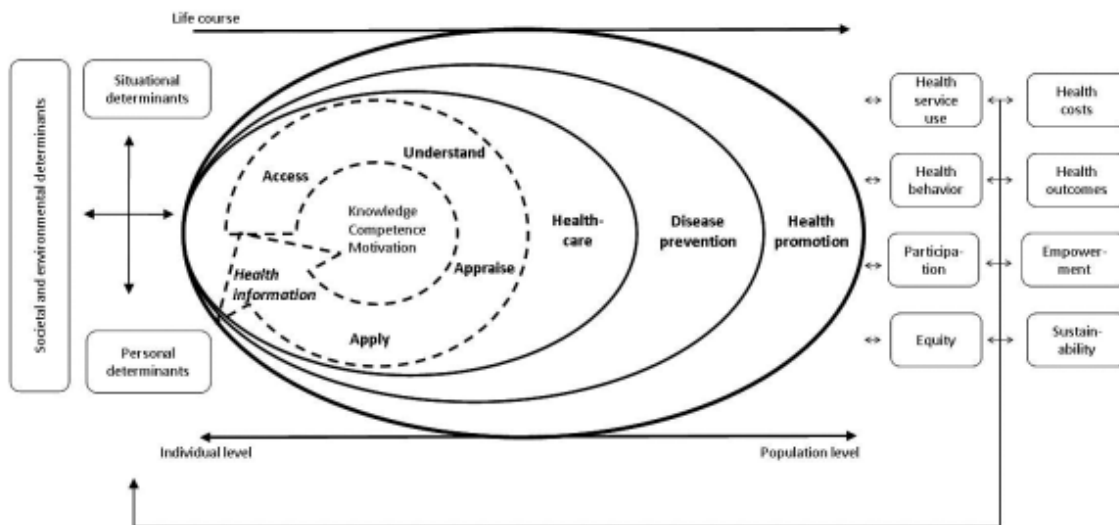 Life course
Societal and environmental determinants
Situational
determinants
Personal
determinants
Access
Understand
Knowledge
Competence
Motivation
Health
information
Appraise
Apply
Health-
care
Disease
prevention
Health
promotion
Health
service
use
Health
costs
Health
behavior
Health
outcomes
Participa-
tion
Empower-
ment
Equity
Sustain-
ability
Individual level
Population level